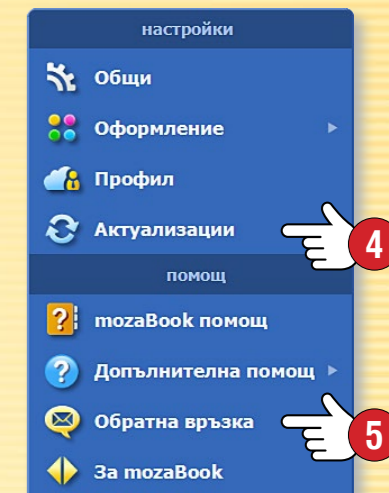 настройки
Общи
Оформление
Профил
Актуализации
4
помощ
mozaBook помощ
Допълнителна помощ
Обратна връзка
5
За mozaBook